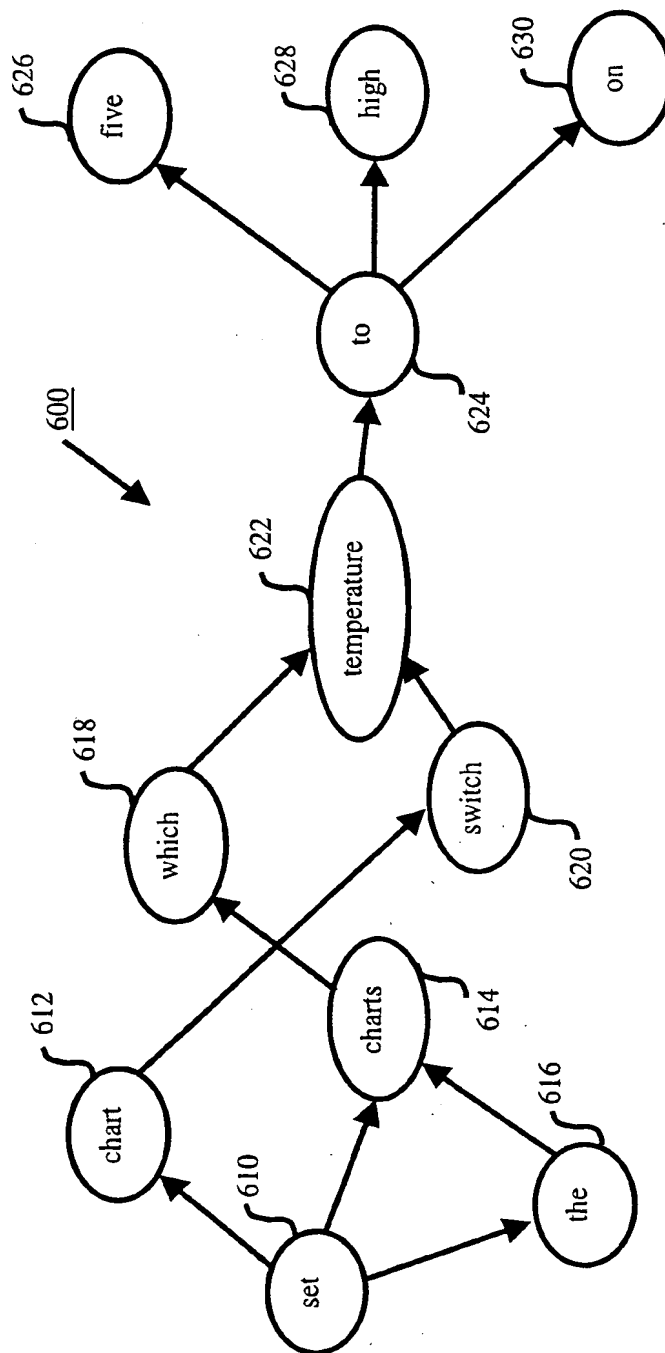 600
set
610
chart
612
charts
614
the
616
which
618
switch
620
temperature
622
to
624
five
626
high
628
on
630